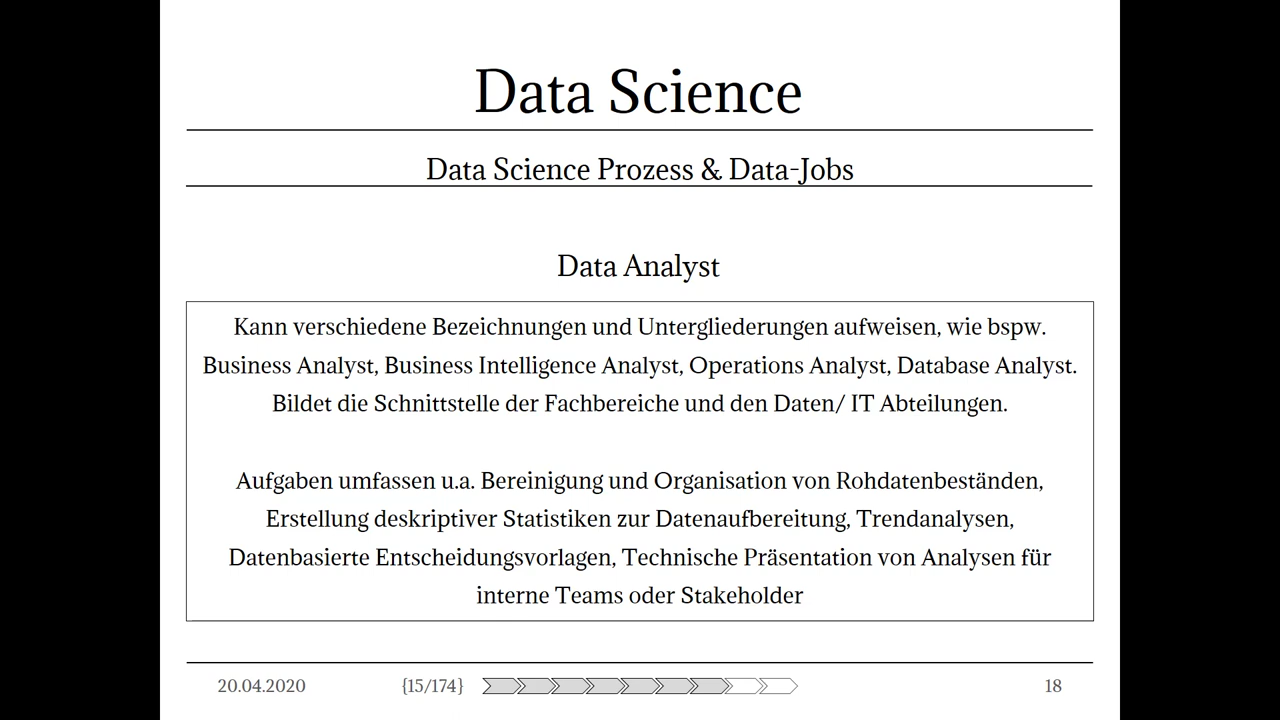 Data Science
Data Science Prozess & Data-Jobs
Data Analyst
Kann verschiedene Bezeichnungen und Untergliederungen aufweisen, wie bspw.
Business Analyst, Business Intelligence Analyst, Operations Analyst, Database Analyst.
Bildet die Schnittstelle der Fachbereiche und den Daten/ IT Abteilungen.
Aufgaben umfassen u.a. Bereinigung und Organisation von Rohdatenbeständen,
Erstellung deskriptiver Statistiken zur Datenaufbereitung, Trendanalysen,
Datenbasierte Entscheidungsvorlagen, Technische Präsentation von Analysen für
interne Teams oder Stakeholder
20.04.2020 {15/174} 18